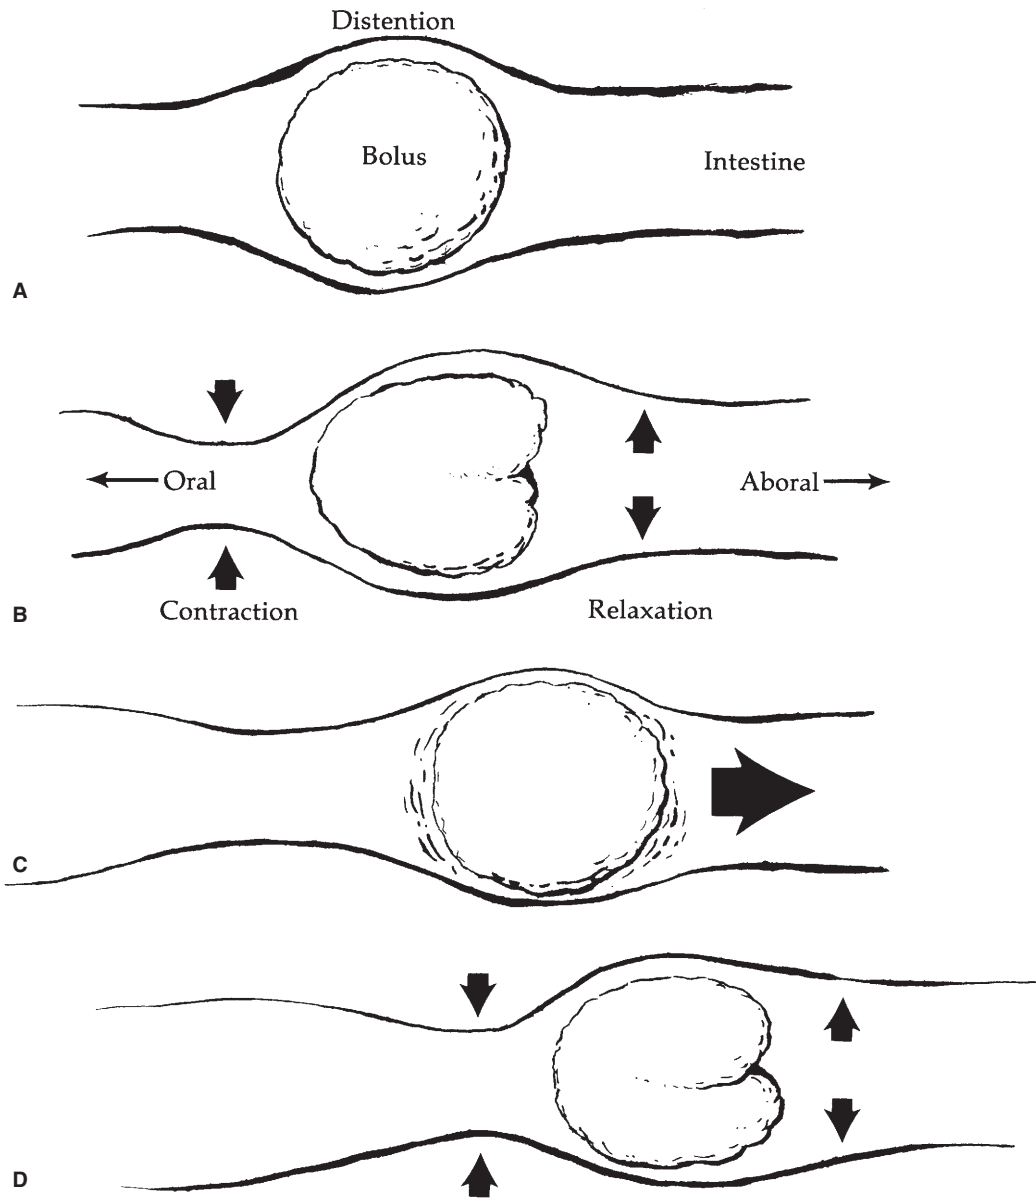 Distention
Bolus
Intestine
A
Oral
Aboral
Contraction
Relaxation
B
C
D